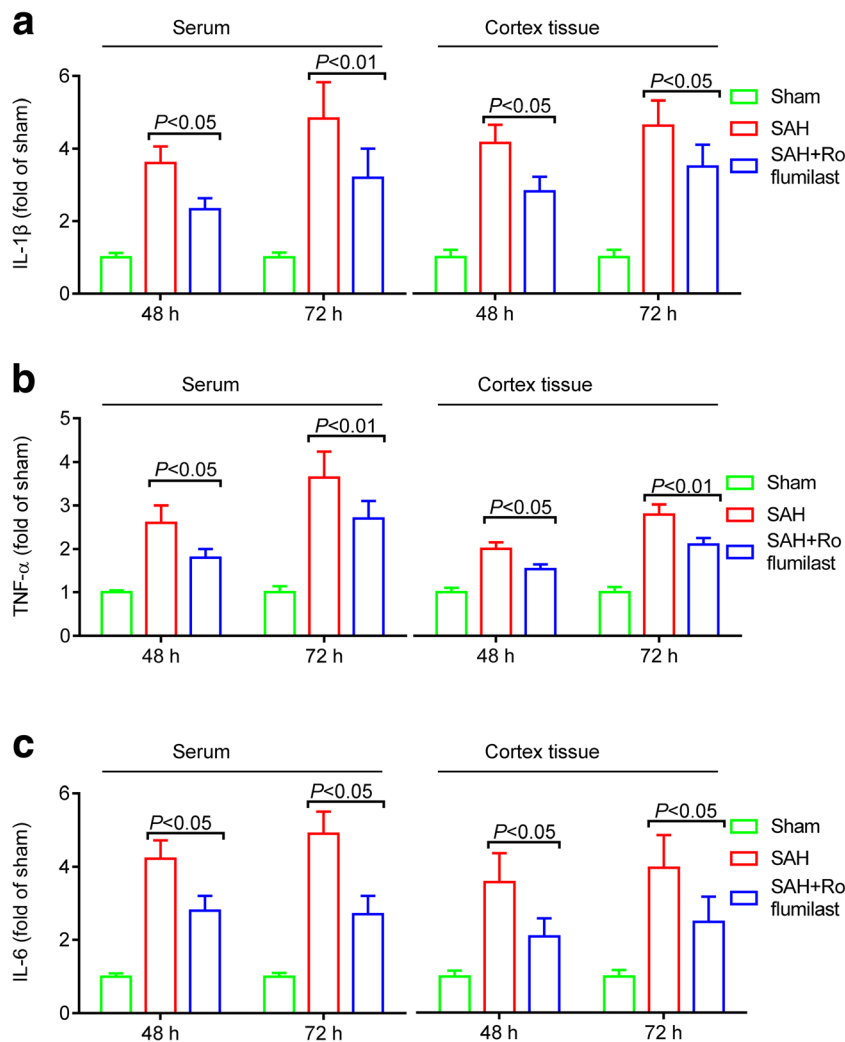 a
Serum
Cortex tissue
IL-1β (fold of sham)
6
4
2
0
P<0.05
P<0.01
P<0.05
P<0.05
48 h
72 h
48 h
72 h
Sham
SAH
SAH+Ro
flumilast
b
Serum
Cortex tissue
TNF-α (fold of sham)
5
4
3
2
1
0
P<0.05
P<0.01
P<0.05
P<0.01
48 h
72 h
48 h
72 h
Sham
SAH
SAH+Ro
flumilast
c
Serum
Cortex tissue
IL-6 (fold of sham)
6
4
2
0
P<0.05
P<0.05
P<0.05
P<0.05
48 h
72 h
48 h
72 h
Sham
SAH
SAH+Ro
flumilast